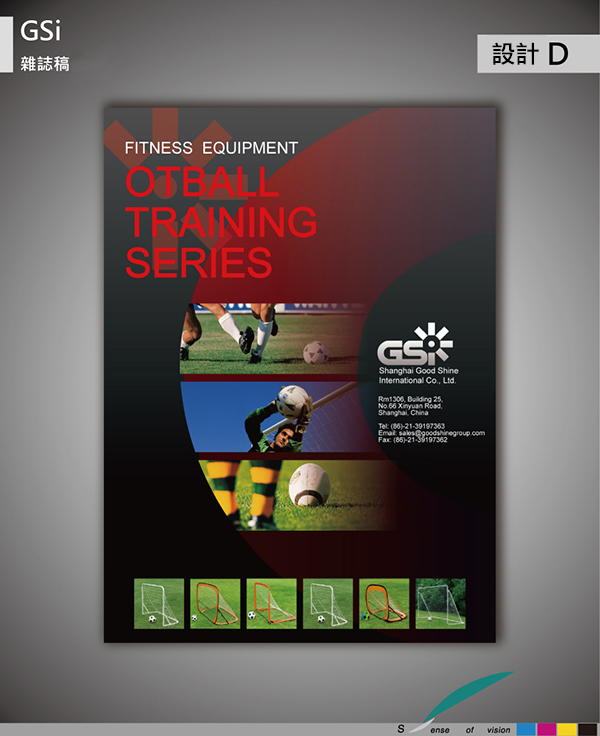 GSi
雜誌稿
設計 D
FITNESS EQUIPMENT
OTBALL
TRAINING
SERIES
GSi
Shanghai Good Shine
International Co., Ltd.
Rm1306, Building 25,
No.66 Xinyuan Road,
Shanghai, China
Tel: (86)-21-39197363
Email: sales@goodshinegroup.com
Fax: (86)-21-39197362
Sense of vision